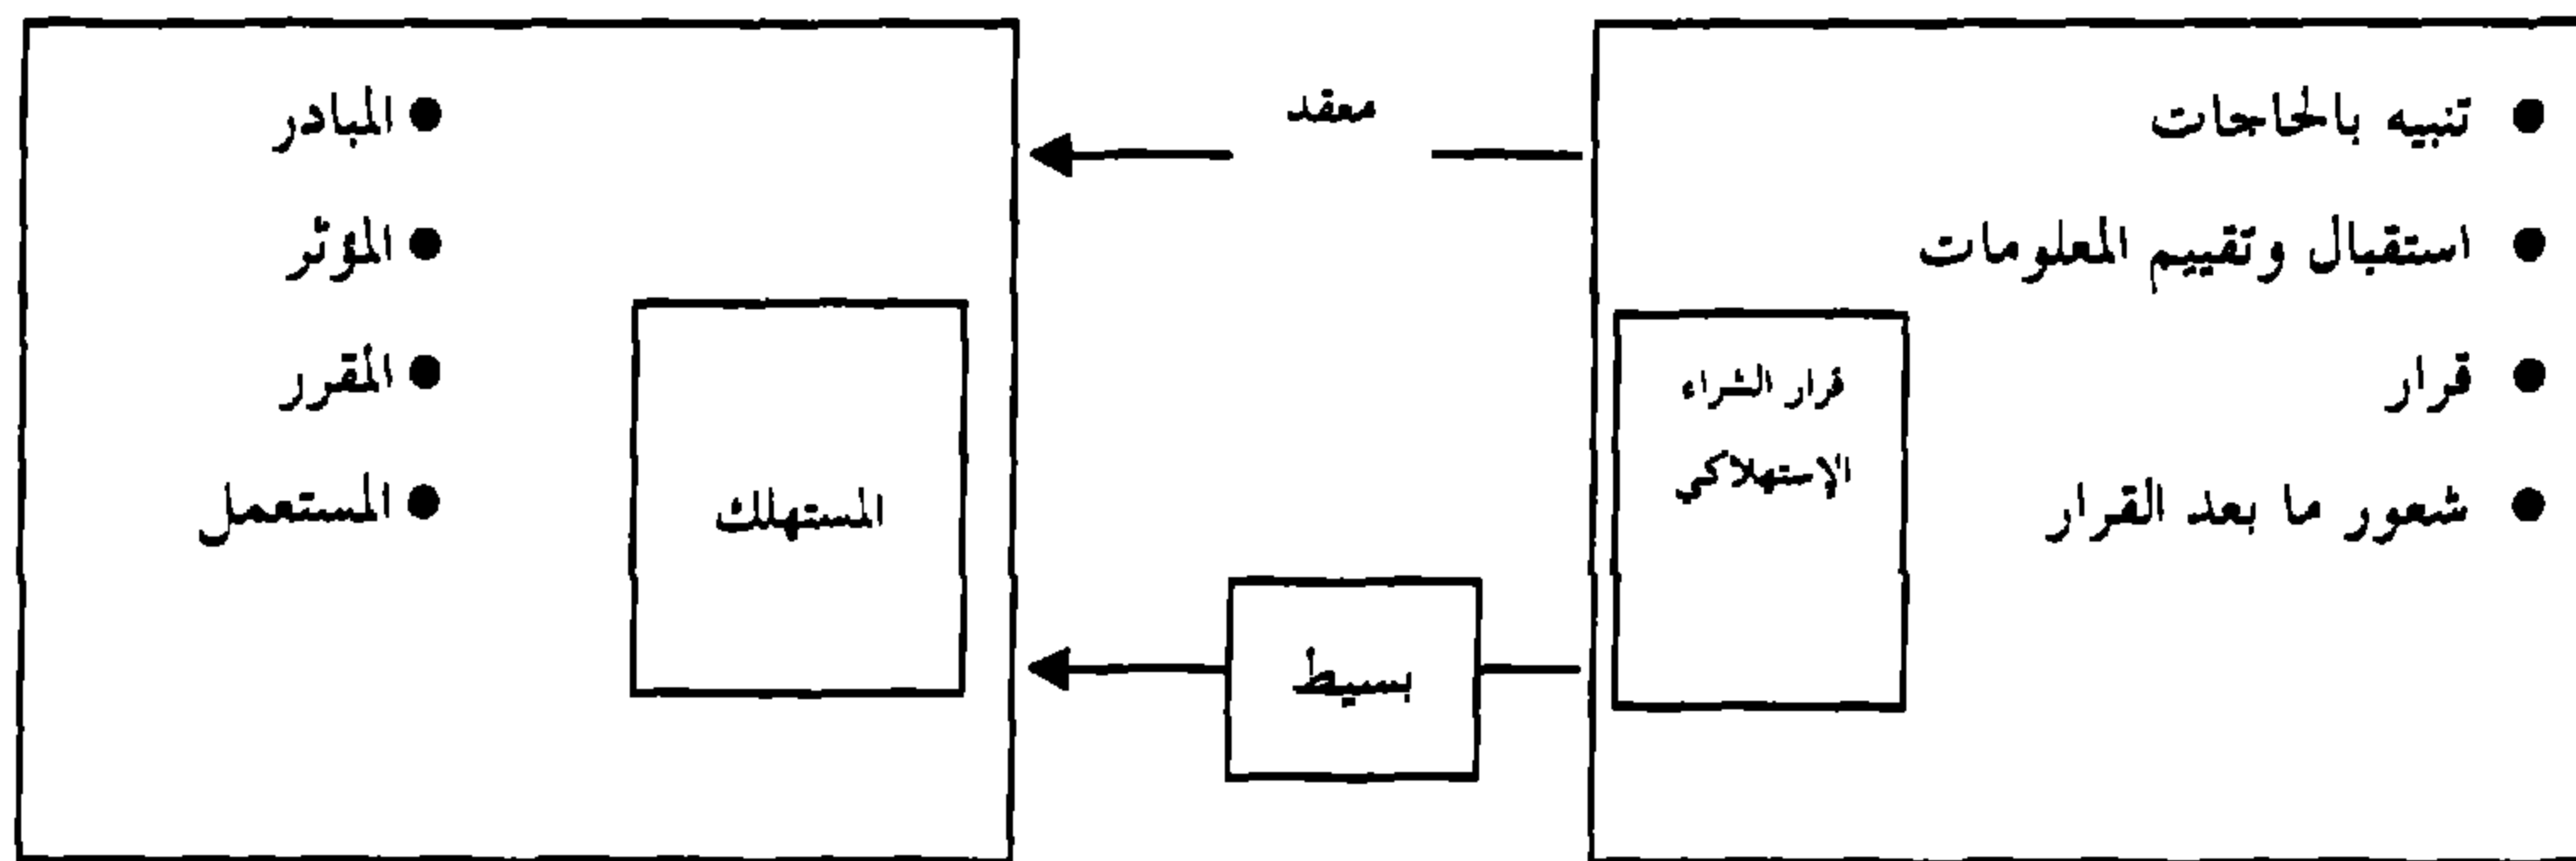 ● تنبيه بالحاجات
● استقبال وتقييم المعلومات
● قرار
● شعور ما بعد القرار
قرار الشراء
الإستهلاكي
معقد
بسيط
المستهلك
● المبادر
● المؤثر
● المقرر
● المستعمل